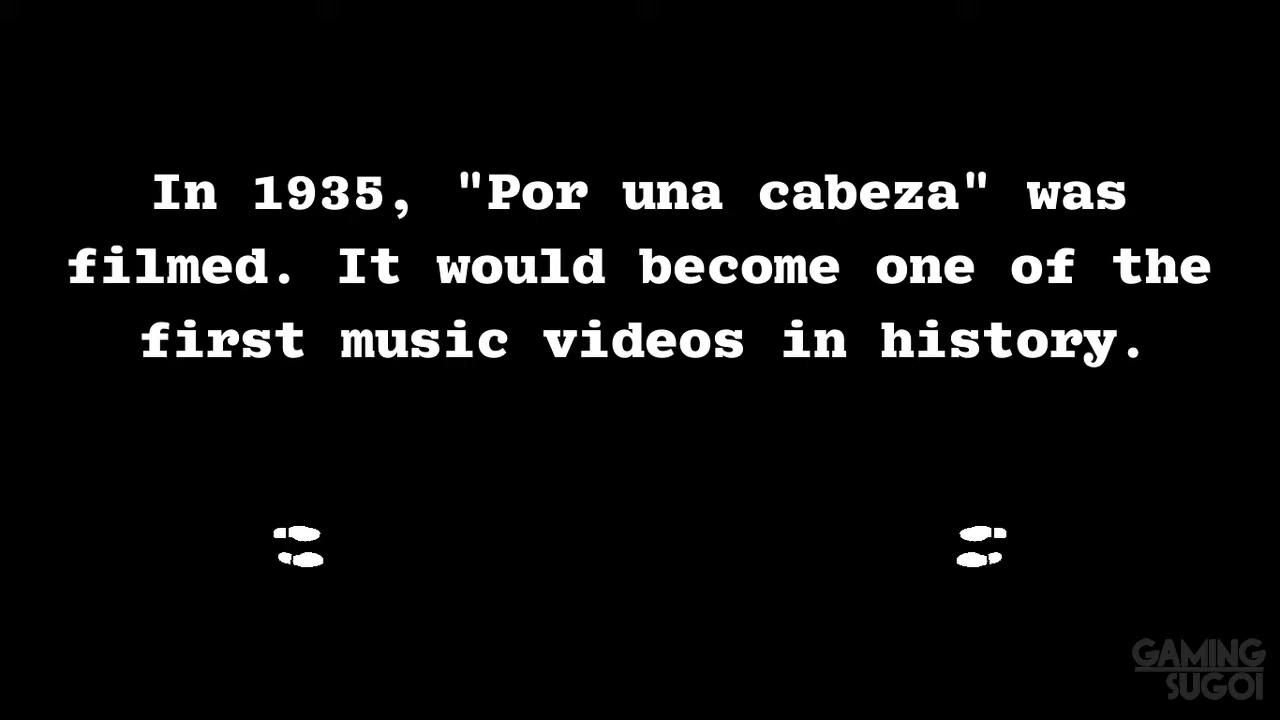 In 1935, "Por una cabeza" was
filmed. It would become one of the
first music videos in history.
GAMING
SUGOI